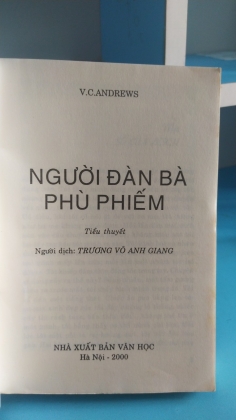 V.C.ANDREWS
NGƯỜI ĐÀN BÀ
PHÙ PHIẾM
Tiểu thuyết
Người dịch: TRƯƠNG VÕ ANH GIANG
NHÀ XUẤT BẢN VĂN HỌC
Hà Nội - 2000